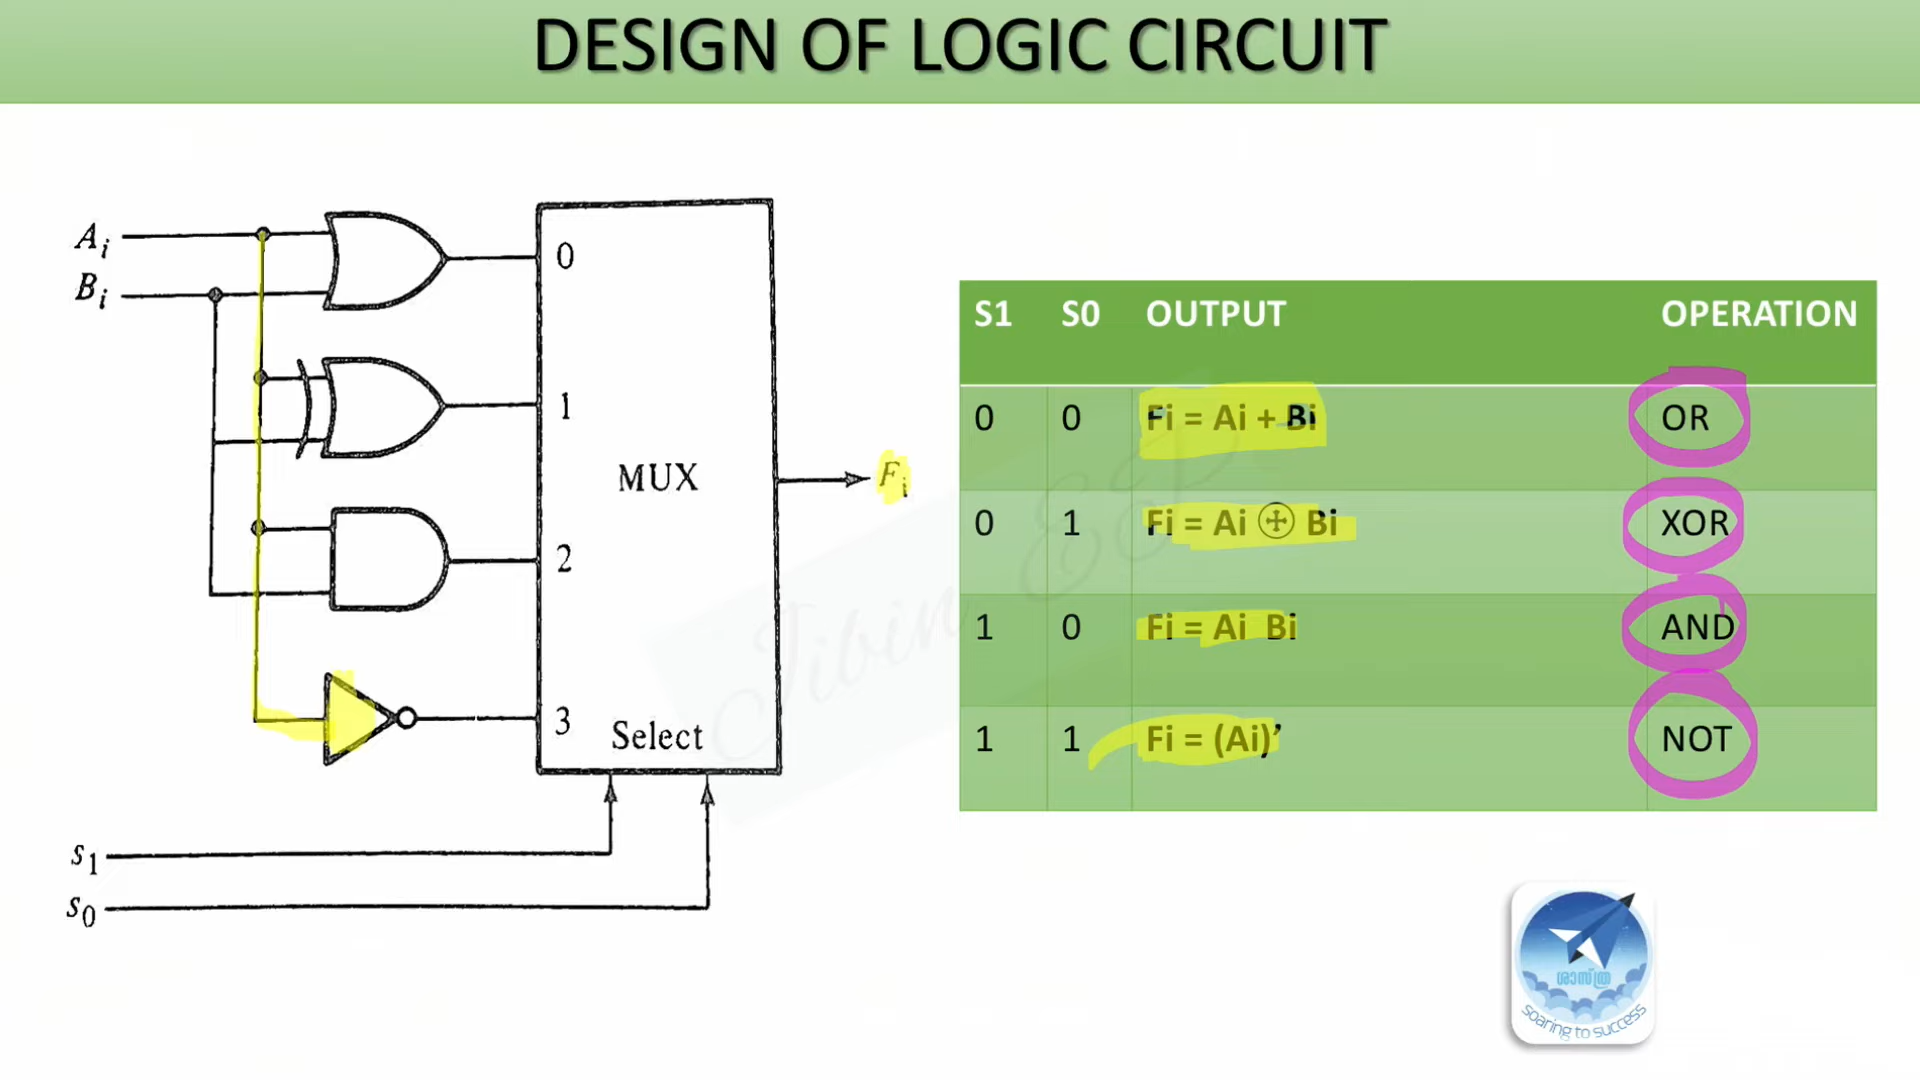 DESIGN OF LOGIC CIRCUIT
Ai
Bi
0
1
2
3
MUX
Select
Fi
s1
s0
S1 S0 OUTPUT OPERATION
0 0 Fi = Ai + Bi OR
0 1 Fi = Ai ⊕ Bi XOR
1 0 Fi = Ai Bi AND
1 1 Fi = (Ai)’ NOT
Jibin EP
ശാസ്ത്ര
Soaring to success